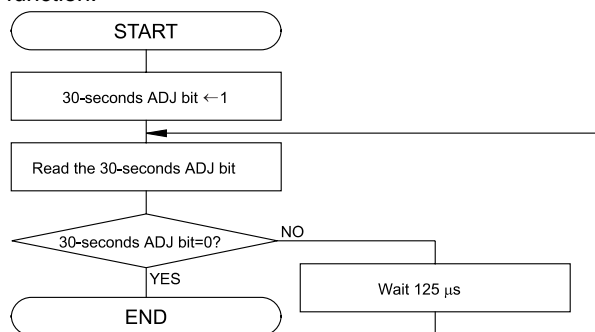 function.
START
30-seconds ADJ bit ←1
Read the 30-seconds ADJ bit
30-seconds ADJ bit=0?
NO
YES
Wait 125 μs
END